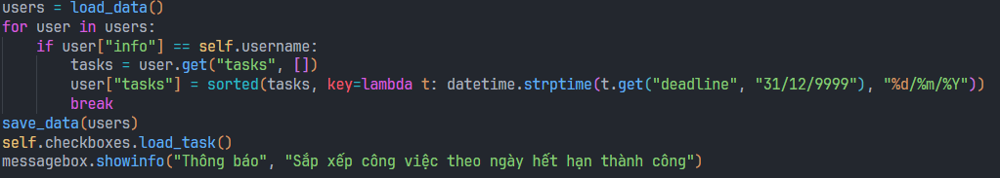 users = load_data()
for user in users:
    if user["info"] == self.username:
        tasks = user.get("tasks", [])
        user["tasks"] = sorted(tasks, key=lambda t: datetime.strptime(t.get("deadline", "31/12/9999"), "%d/%m/%Y"))
        break
save_data(users)
self.checkboxes.load_task()
messagebox.showinfo("Thông báo", "Sắp xếp công việc theo ngày hết hạn thành công")